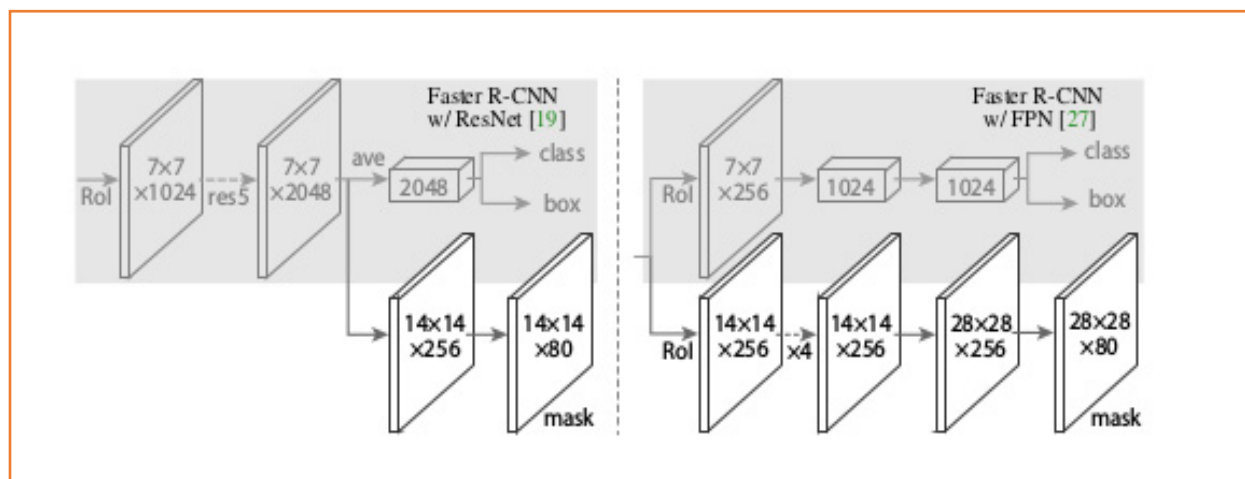 Faster R-CNN
w/ ResNet [19]
RoI
7×7
×1024
res5
7×7
×2048
ave
2048
class
box
14×14
×256
14×14
×80
mask
Faster R-CNN
w/ FPN [27]
RoI
7×7
×256
1024
1024
class
box
RoI
14×14
×256
×4
14×14
×256
28×28
×256
28×28
×80
mask